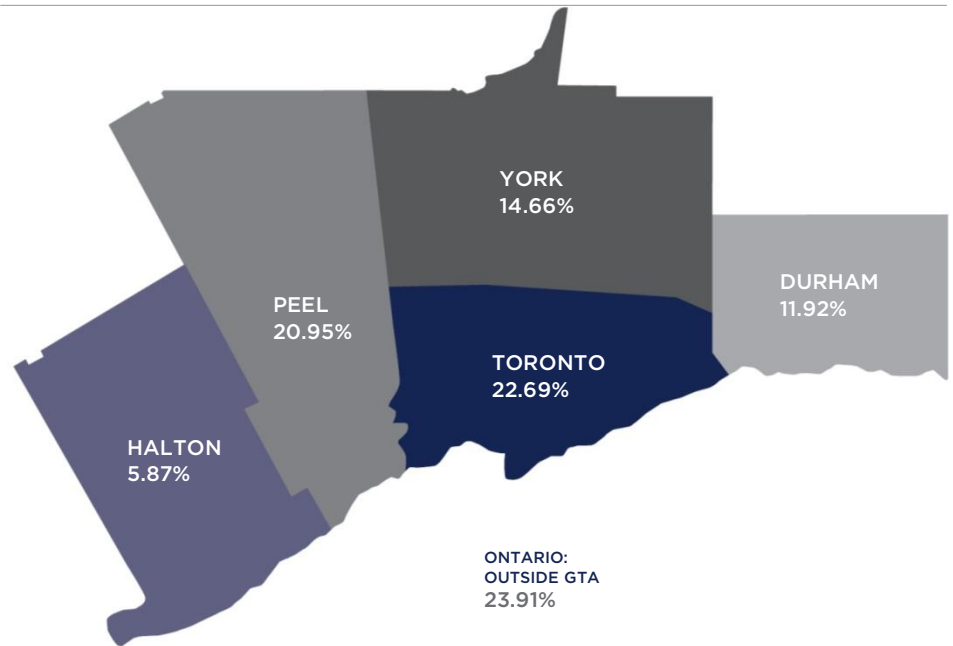 YORK
14.66%
DURHAM
11.92%
PEEL
20.95%
TORONTO
22.69%
HALTON
5.87%
ONTARIO:
OUTSIDE GTA
23.91%